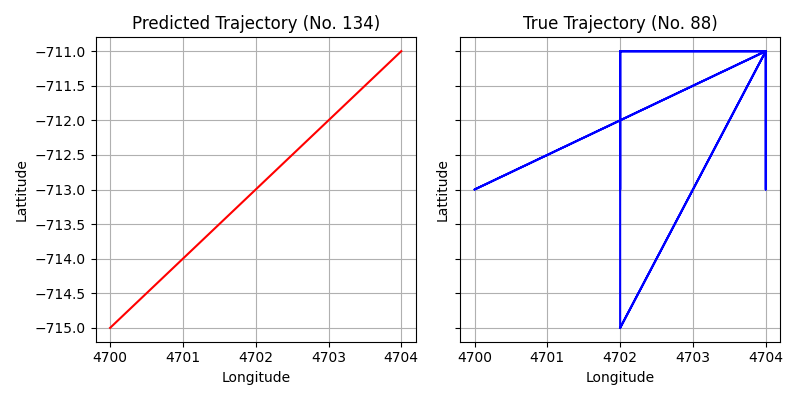 Predicted Trajectory (No. 134)
True Trajectory (No. 88)
Lattitude
−711.0
−711.5
−712.0
−712.5
−713.0
−713.5
−714.0
−714.5
−715.0
4700 4701 4702 4703 4704
Longitude
Lattitude
4700 4701 4702 4703 4704
Longitude